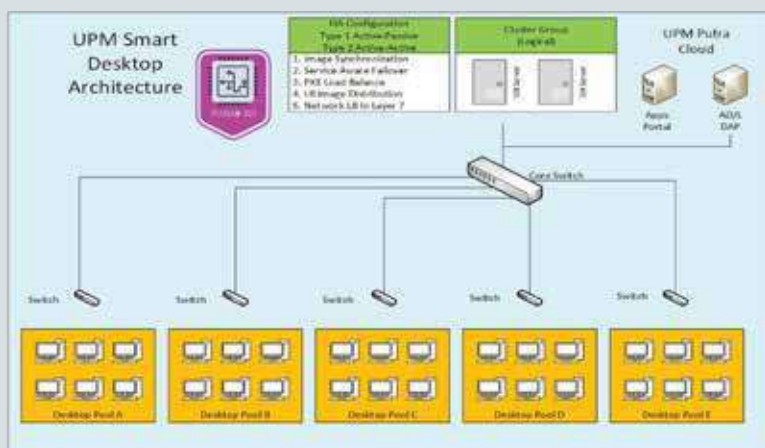 UPM Smart
Desktop
Architecture
HA Configuration
Type 1 Active-Passive
Type 2 Active-Active
1. Image Synchronization
2. Service Aware Failover
3. PXE Load Balance
4. Image Distribution
5. Network LB in Layer 7
Cluster Group
(Logical)
Server
Server
UPM Putra
Cloud
Apps
Portal
AD/L
DAP
Core Switch
Switch
Switch
Switch
Switch
Switch
Desktop Pool A
Desktop Pool B
Desktop Pool C
Desktop Pool D
Desktop Pool E